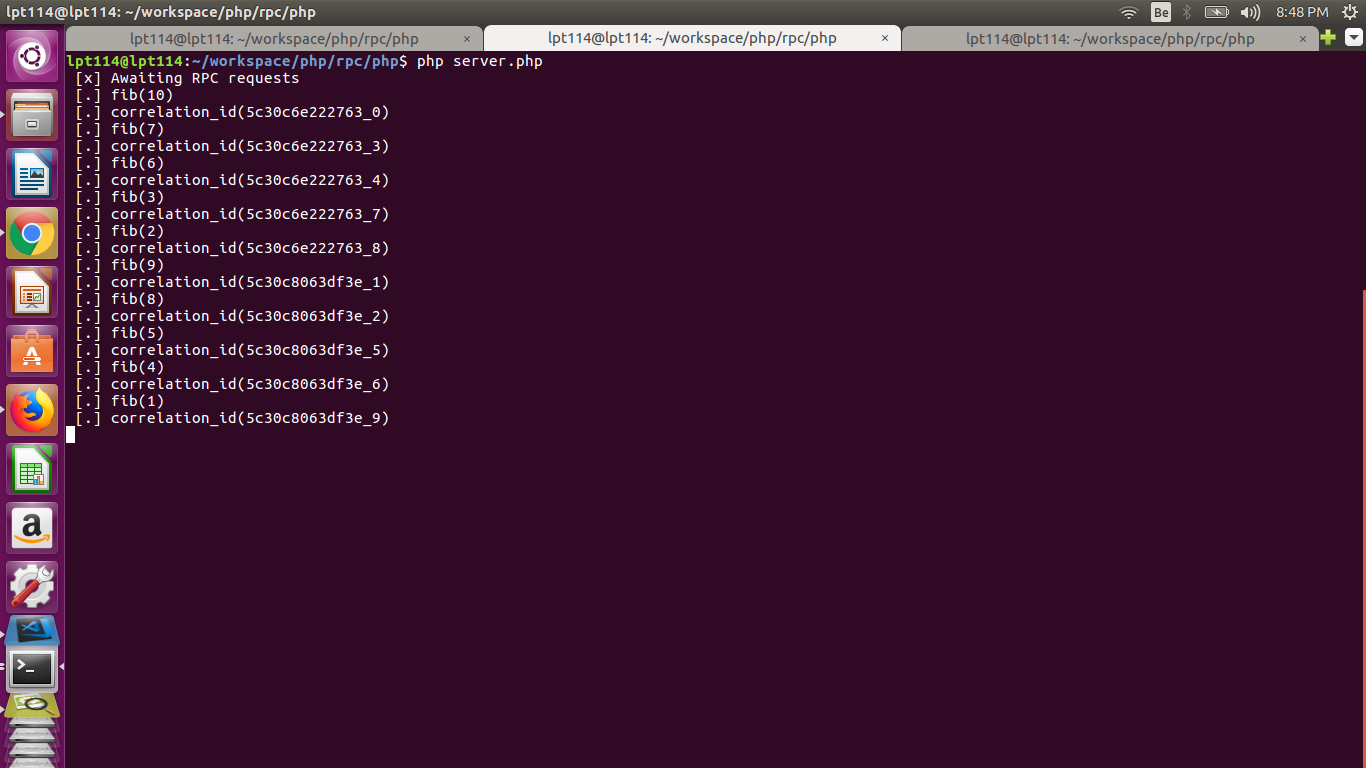 lpt114@lpt114: ~/workspace/php/rpc/php
Be
8:48 PM
lpt114@lpt114: ~/workspace/php/rpc/php ×
lpt114@lpt114: ~/workspace/php/rpc/php ×
lpt114@lpt114: ~/workspace/php/rpc/php ×
lpt114@lpt114:~/workspace/php/rpc/php$ php server.php
[x] Awaiting RPC requests
[.] fib(10)
[.] correlation_id(5c30c6e222763_0)
[.] fib(7)
[.] correlation_id(5c30c6e222763_3)
[.] fib(6)
[.] correlation_id(5c30c6e222763_4)
[.] fib(3)
[.] correlation_id(5c30c6e222763_7)
[.] fib(2)
[.] correlation_id(5c30c6e222763_8)
[.] fib(9)
[.] correlation_id(5c30c8063df3e_1)
[.] fib(8)
[.] correlation_id(5c30c8063df3e_2)
[.] fib(5)
[.] correlation_id(5c30c8063df3e_5)
[.] fib(4)
[.] correlation_id(5c30c8063df3e_6)
[.] fib(1)
[.] correlation_id(5c30c8063df3e_9)